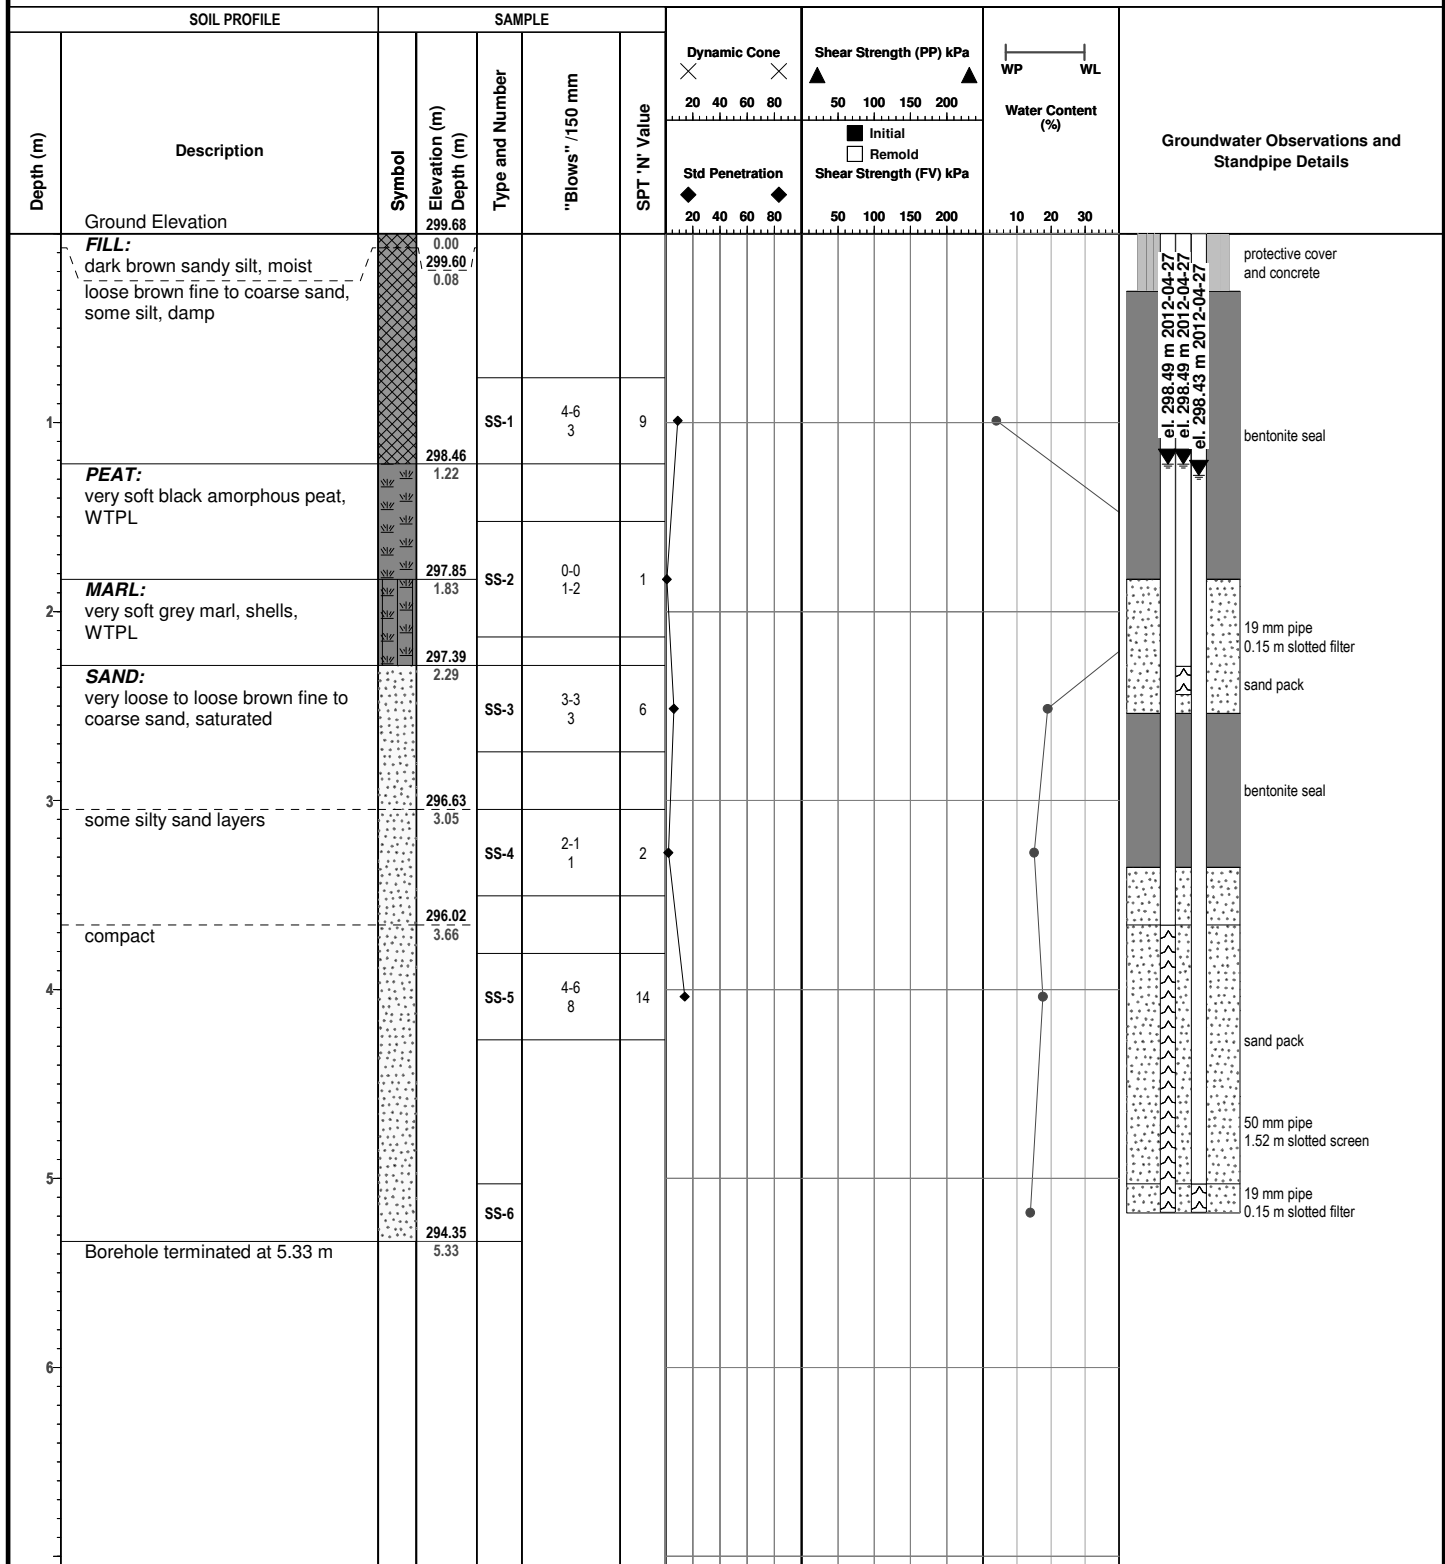 SOIL PROFILE
SAMPLE
Depth (m)
Description
Symbol
Elevation (m)
Depth (m)
Type and Number
"Blows" /150 mm
SPT 'N' Value
Dynamic Cone
20 40 60 80
Std Penetration
20 40 60 80
Shear Strength (PP) kPa
50 100 150 200
Initial
Remold
Shear Strength (FV) kPa
50 100 150 200
WP WL
Water Content
(%)
10 20 30
Groundwater Observations and
Standpipe Details
Ground Elevation
299.68
FILL:
0.00
dark brown sandy silt, moist
299.60
0.08
loose brown fine to coarse sand,
some silt, damp
protective cover
and concrete
el. 298.49 m 2012-04-27
el. 298.49 m 2012-04-27
el. 298.43 m 2012-04-27
1
SS-1
4-6
3
9
bentonite seal
298.46
PEAT:
1.22
very soft black amorphous peat,
WTPL
297.85
SS-2
0-0
1-2
1
MARL:
1.83
very soft grey marl, shells,
WTPL
2
19 mm pipe
0.15 m slotted filter
297.39
SAND:
2.29
very loose to loose brown fine to
coarse sand, saturated
sand pack
SS-3
3-3
3
6
3
bentonite seal
296.63
3.05
some silty sand layers
SS-4
2-1
1
2
296.02
compact
3.66
4
SS-5
4-6
8
14
sand pack
50 mm pipe
1.52 m slotted screen
5
19 mm pipe
0.15 m slotted filter
SS-6
294.35
Borehole terminated at 5.33 m
5.33
6